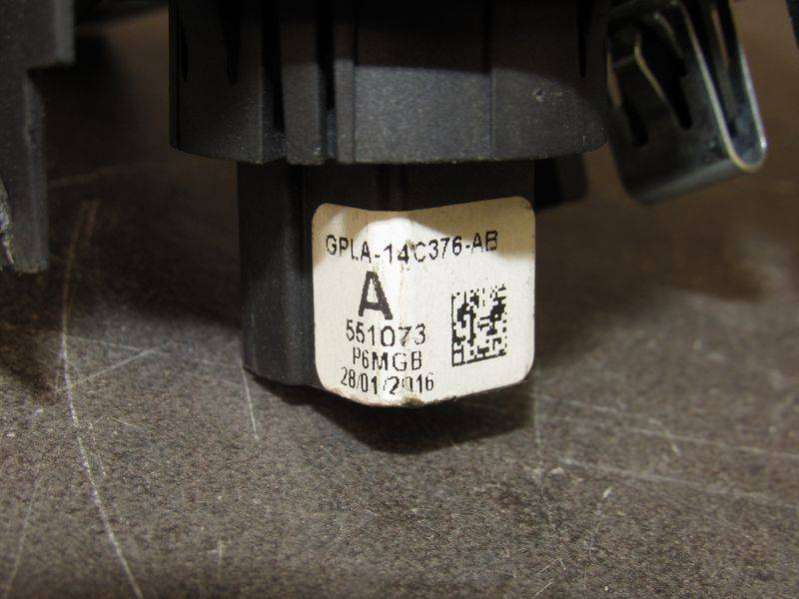 GPLA-14C376-AB
A
551073
P6MGB
28/01/2016